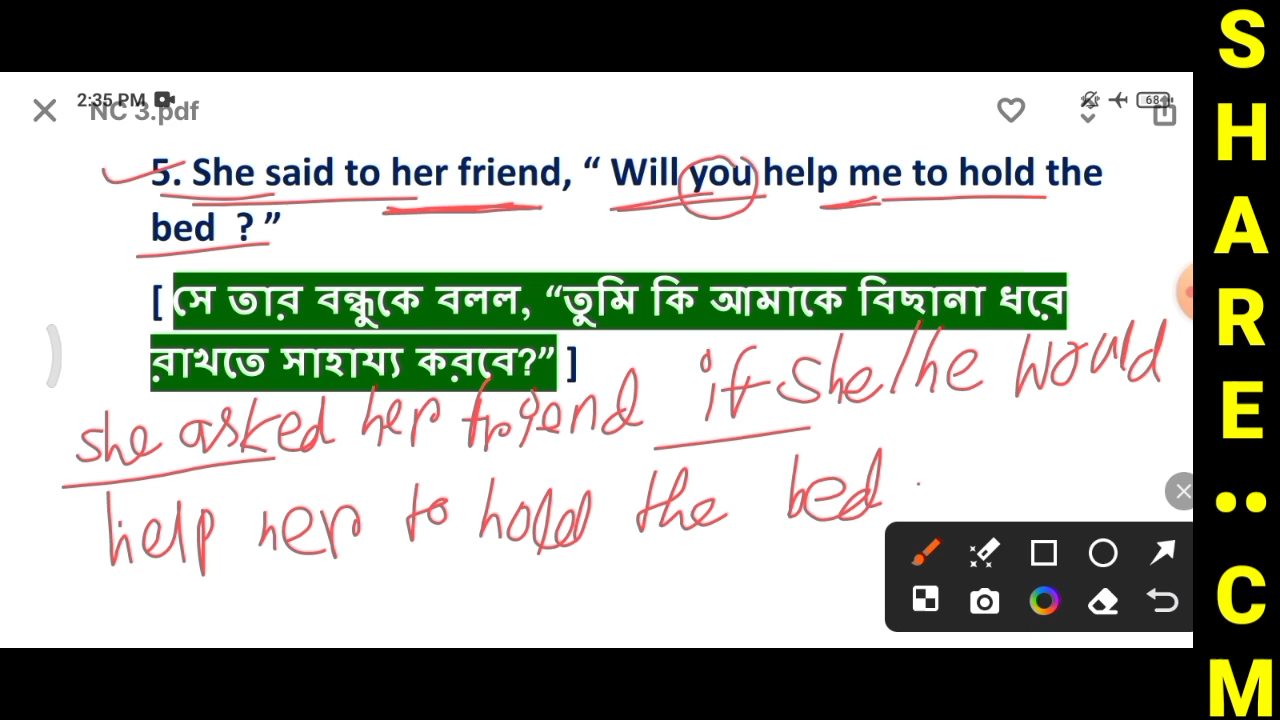 2:35 PM
NC 3.pdf
68
5. She said to her friend, “ Will you help me to hold the
bed ? ”
[ সে তার বন্ধুকে বলল, “তুমি কি আমাকে বিছানা ধরে
রাখতে সাহায্য করবে?” ]
she asked her friend if she/he would
help her to hold the bed.
SHARE..CM